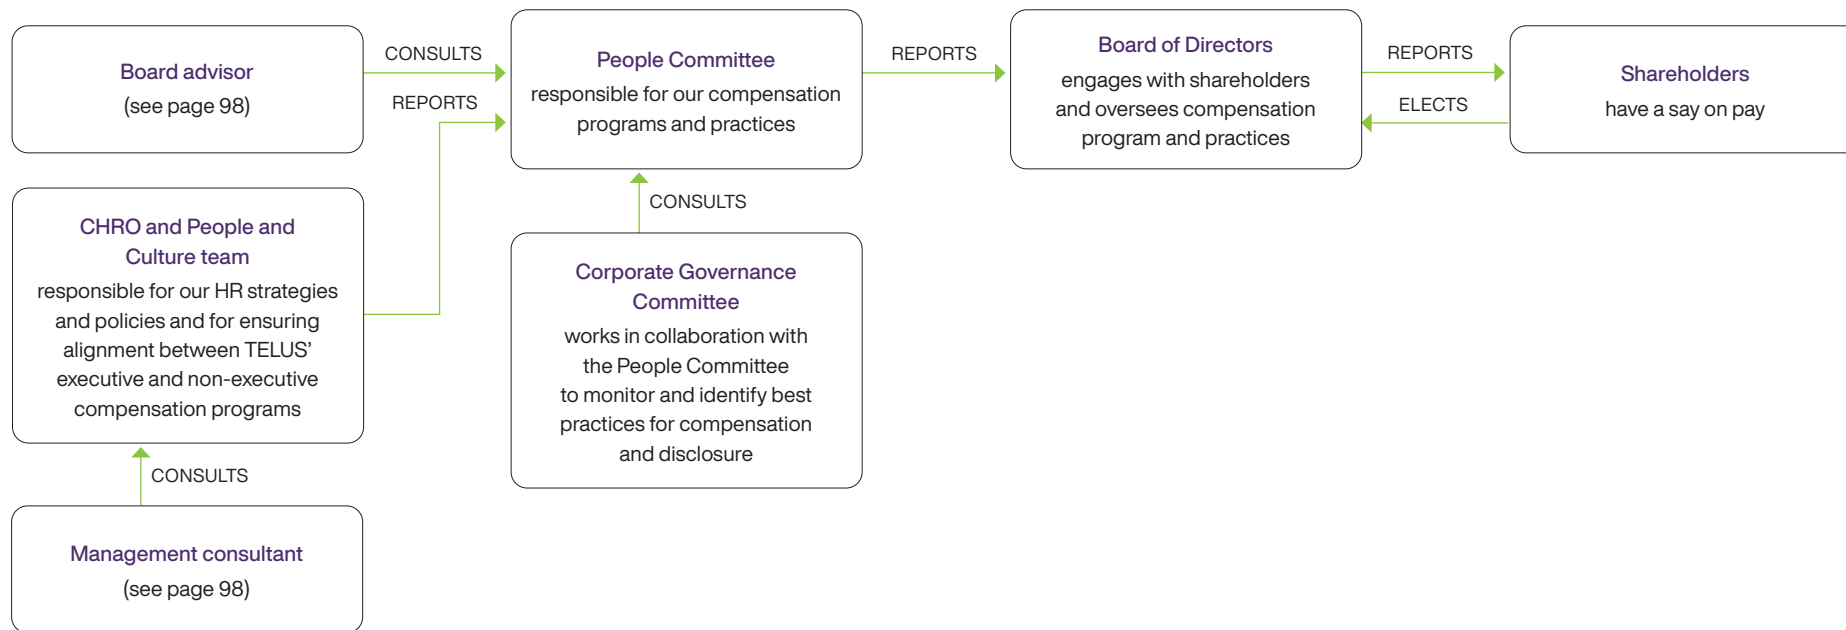 Board advisor
(see page 98)
CONSULTS
REPORTS
People Committee
responsible for our compensation
programs and practices
REPORTS
Board of Directors
engages with shareholders
and oversees compensation
program and practices
REPORTS
ELECTS
Shareholders
have a say on pay
CHRO and People and
Culture team
responsible for our HR strategies
and policies and for ensuring
alignment between TELUS’
executive and non-executive
compensation programs
CONSULTS
Corporate Governance
Committee
works in collaboration with
the People Committee
to monitor and identify best
practices for compensation
and disclosure
CONSULTS
Management consultant
(see page 98)